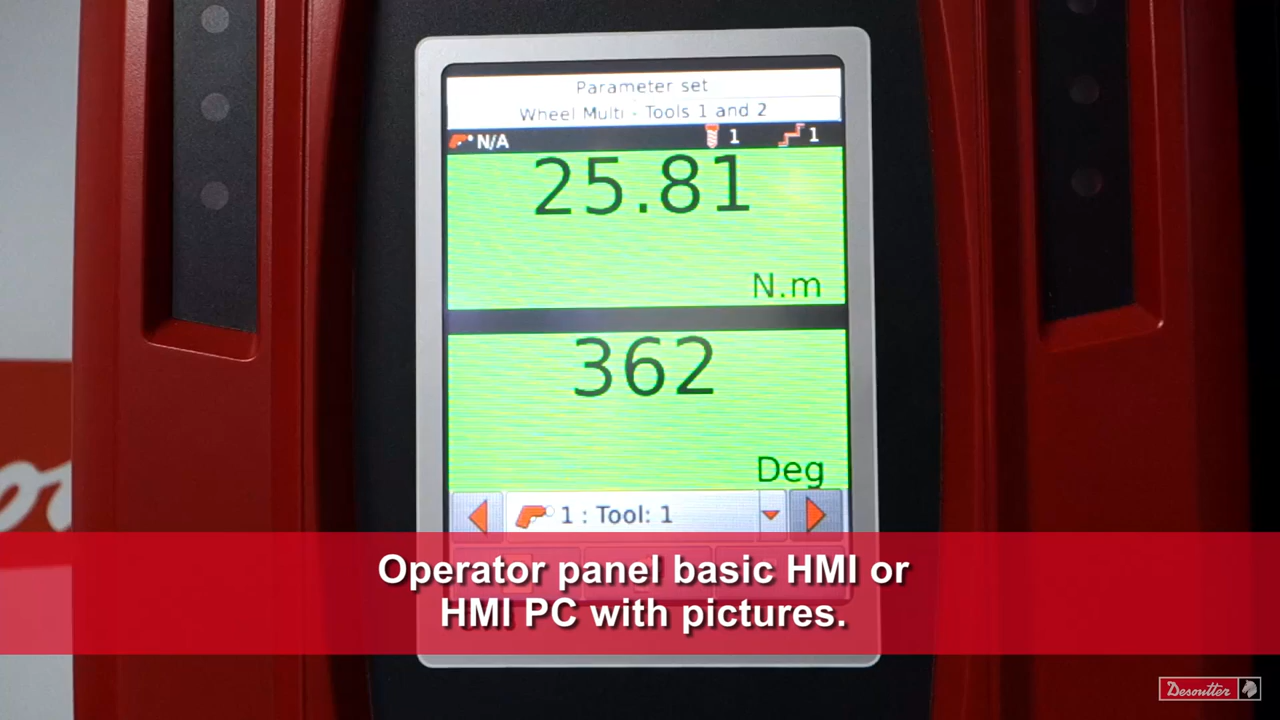 Parameter set
Wheel Multi - Tools 1 and 2
N/A 1 1
25.81
N.m
362
Deg
1 : Tool: 1
Operator panel basic HMI or
HMI PC with pictures.
Desoutter